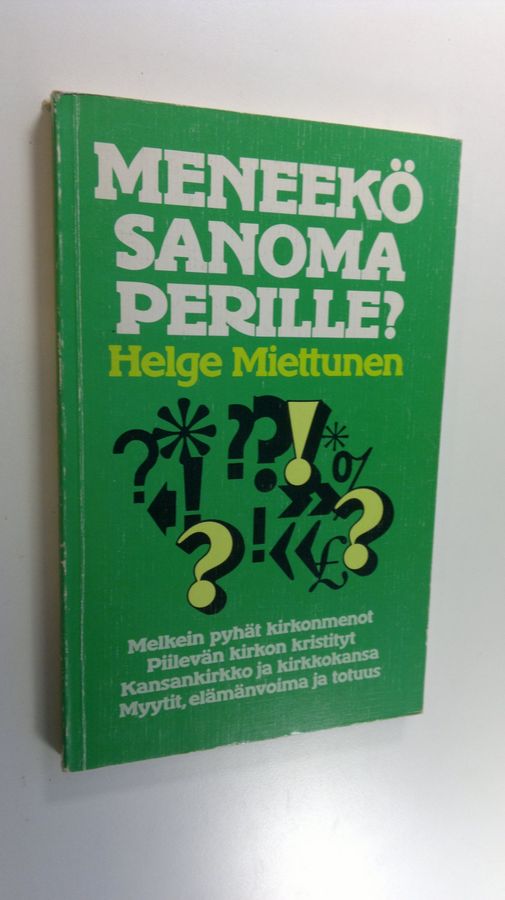 MENEEKÖ
SANOMA
PERILLE?
Helge Miettunen
Melkein pyhät kirkonmenot
Piilevän kirkon kristityt
Kansankirkko ja kirkkokansa
Myytit, elämänvoima ja totuus